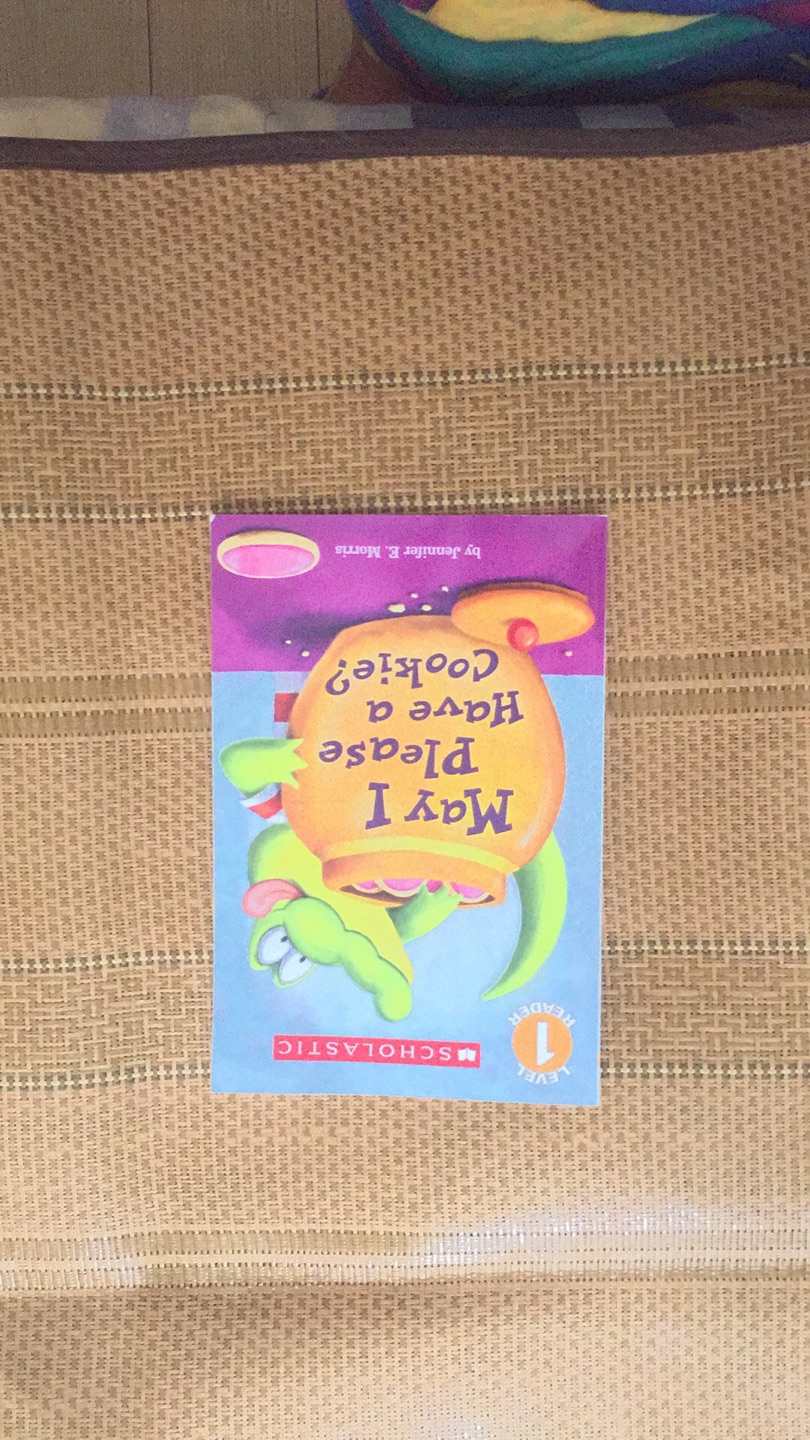 LEVEL
1
READER
SCHOLASTIC
May I
Please
Have a
Cookie?
by Jennifer E. Morris